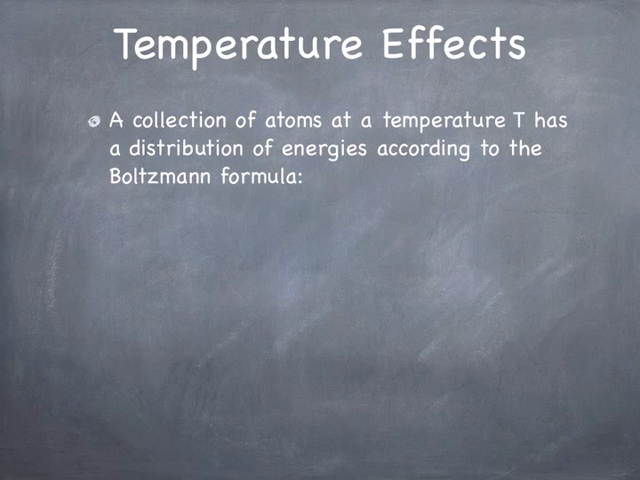 Temperature Effects
A collection of atoms at a temperature T has
a distribution of energies according to the
Boltzmann formula: